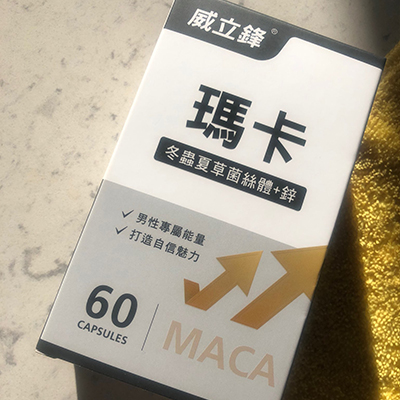 威立鋒®
瑪卡
冬蟲夏草菌絲體+鋅
✓ 男性專屬能量
✓ 打造自信魅力
60
CAPSULES
MACA